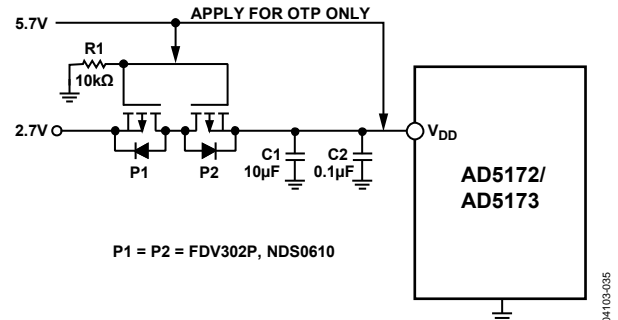 APPLY FOR OTP ONLY
5.7V
R1
10kΩ
2.7V
VDD
P1
P2
C1
10µF
C2
0.1µF
AD5172/
AD5173
P1 = P2 = FDV302P, NDS0610
04103-035